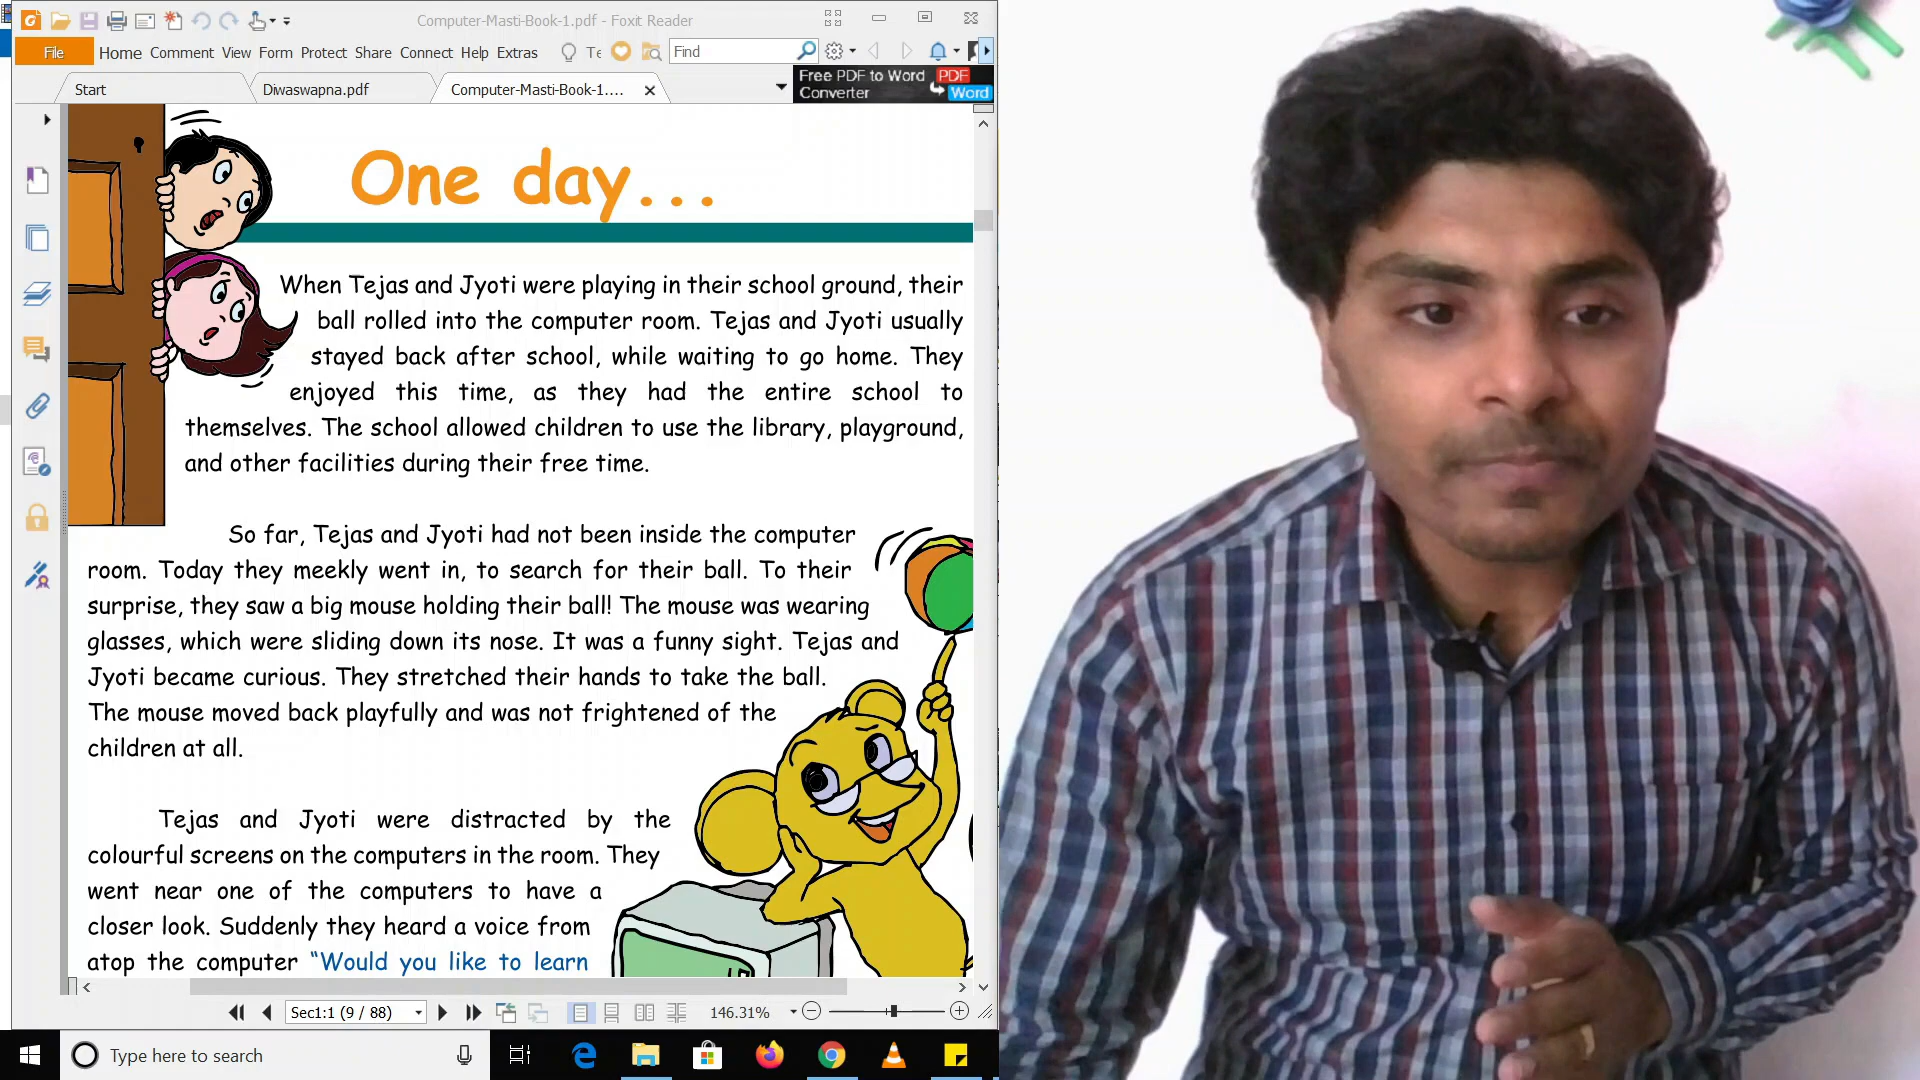 Computer-Masti-Book-1.pdf - Foxit Reader
File Home Comment View Form Protect Share Connect Help Extras Te Find
Start Diwaswapna.pdf Computer-Masti-Book-1....
Free PDF to Word PDF
Converter Word
One day...
When Tejas and Jyoti were playing in their school ground, their
ball rolled into the computer room. Tejas and Jyoti usually
stayed back after school, while waiting to go home. They
enjoyed this time, as they had the entire school to
themselves. The school allowed children to use the library, playground,
and other facilities during their free time.
So far, Tejas and Jyoti had not been inside the computer
room. Today they meekly went in, to search for their ball. To their
surprise, they saw a big mouse holding their ball! The mouse was wearing
glasses, which were sliding down its nose. It was a funny sight. Tejas and
Jyoti became curious. They stretched their hands to take the ball.
The mouse moved back playfully and was not frightened of the
children at all.
Tejas and Jyoti were distracted by the
colourful screens on the computers in the room. They
went near one of the computers to have a
closer look. Suddenly they heard a voice from
atop the computer “Would you like to learn
Sec1:1 (9 / 88) 146.31%
Type here to search